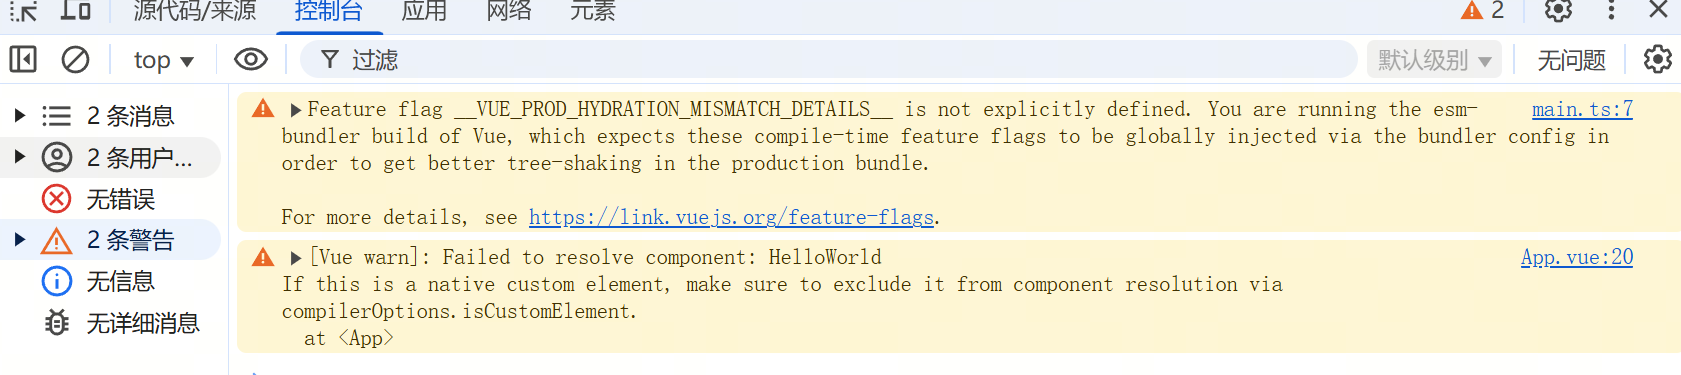 源代码/来源 控制台 应用 网络 元素 2
top 过滤 默认级别 无问题
2 条消息
2 条用户...
无错误
2 条警告
无信息
无详细消息
Feature flag __VUE_PROD_HYDRATION_MISMATCH_DETAILS__ is not explicitly defined. You are running the esm- main.ts:7
bundler build of Vue, which expects these compile-time feature flags to be globally injected via the bundler config in
order to get better tree-shaking in the production bundle.
For more details, see https://link.vuejs.org/feature-flags.
[Vue warn]: Failed to resolve component: HelloWorld App.vue:20
If this is a native custom element, make sure to exclude it from component resolution via
compilerOptions.isCustomElement.
at <App>